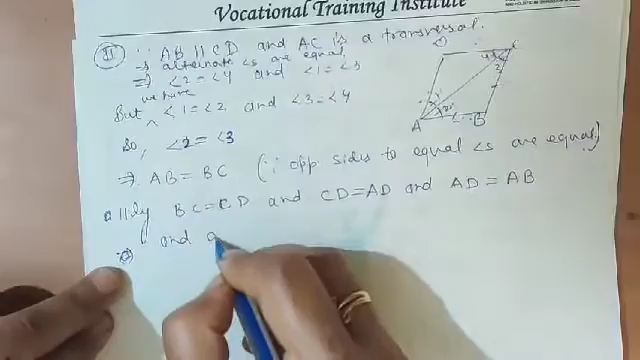 Vocational Training Institute
(II) ∵ AB || CD and AC is a transversal.
⇒ alternate ∠s are equal
⇒ ∠2 = ∠4 and ∠1 = ∠3
we have
But ^ ∠1 = ∠2 and ∠3 = ∠4
So, ∠2 = ∠3
⇒ AB = BC (∵ opp. sides to equal ∠s are equal)
|||ly BC = CD and CD = AD and AD = AB
and
A
B